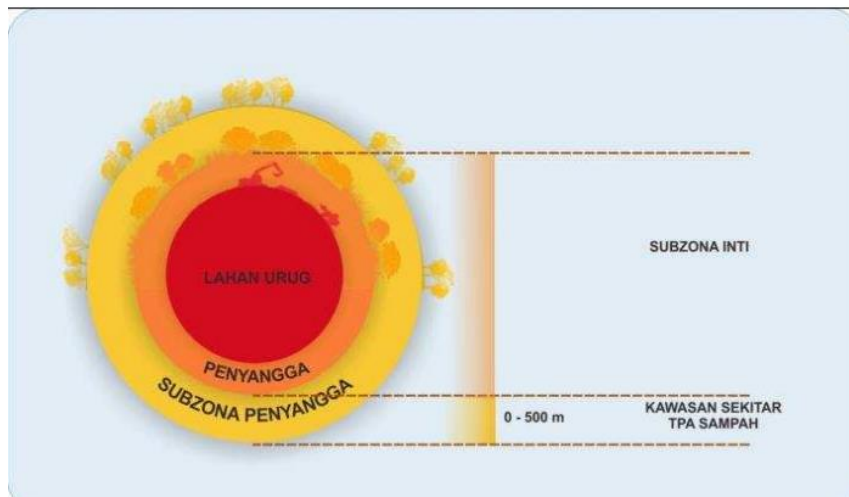 SUBZONA INTI
LAHAN URUG
PENYANGGA
SUBZONA PENYANGGA
0 - 500 m
KAWASAN SEKITAR
TPA SAMPAH